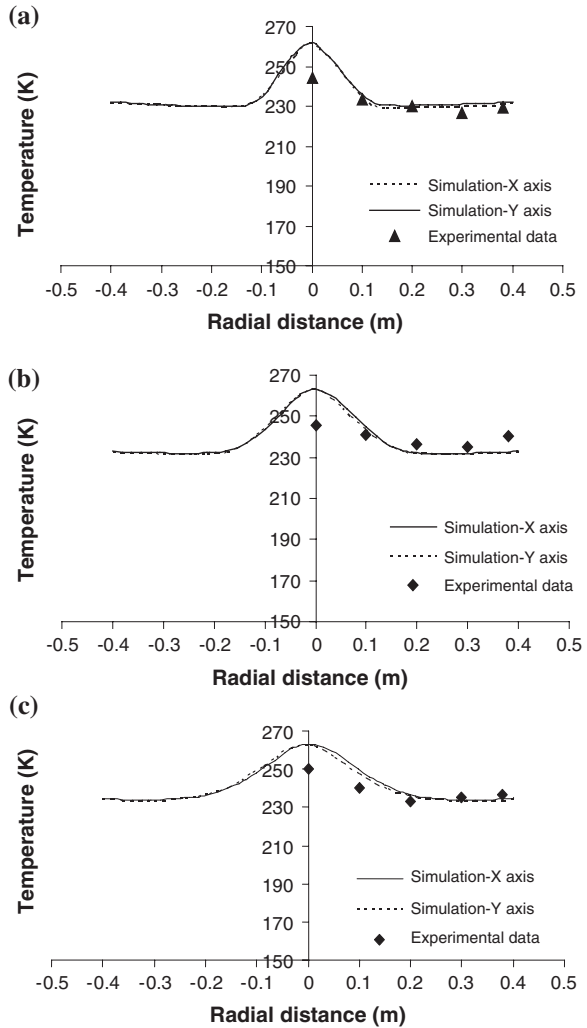 (a)
270
250
230
210
190
170
150
Temperature (K)
Simulation-X axis
Simulation-Y axis
Experimental data
-0.5 -0.4 -0.3 -0.2 -0.1 0 0.1 0.2 0.3 0.4 0.5
Radial distance (m)
(b)
270
250
230
210
190
170
150
Temperature (K)
Simulation-X axis
Simulation-Y axis
Experimental data
-0.5 -0.4 -0.3 -0.2 -0.1 0 0.1 0.2 0.3 0.4 0.5
Radial distance (m)
(c)
270
250
230
210
190
170
150
Temperature (K)
Simulation-X axis
Simulation-Y axis
Experimental data
-0.5 -0.4 -0.3 -0.2 -0.1 0 0.1 0.2 0.3 0.4 0.5
Radial distance (m)